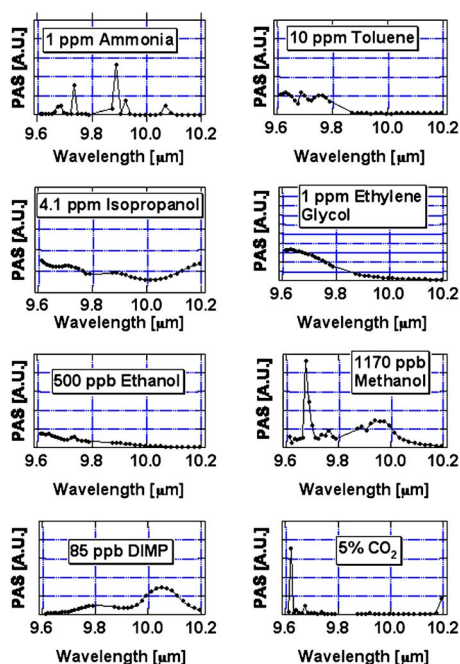 PAS [A.U.]
1 ppm Ammonia
9.6 9.8 10.0 10.2
Wavelength [μm]
PAS [A.U.]
10 ppm Toluene
9.6 9.8 10.0 10.2
Wavelength [μm]
PAS [A.U.]
4.1 ppm Isopropanol
9.6 9.8 10.0 10.2
Wavelength [μm]
PAS [A.U.]
1 ppm Ethylene
Glycol
9.6 9.8 10.0 10.2
Wavelength [μm]
PAS [A.U.]
500 ppb Ethanol
9.6 9.8 10.0 10.2
Wavelength [μm]
PAS [A.U.]
1170 ppb
Methanol
9.6 9.8 10.0 10.2
Wavelength [μm]
PAS [A.U.]
85 ppb DIMP
9.6 9.8 10.0 10.2
Wavelength [μm]
PAS [A.U.]
5% CO₂
9.6 9.8 10.0 10.2
Wavelength [μm]